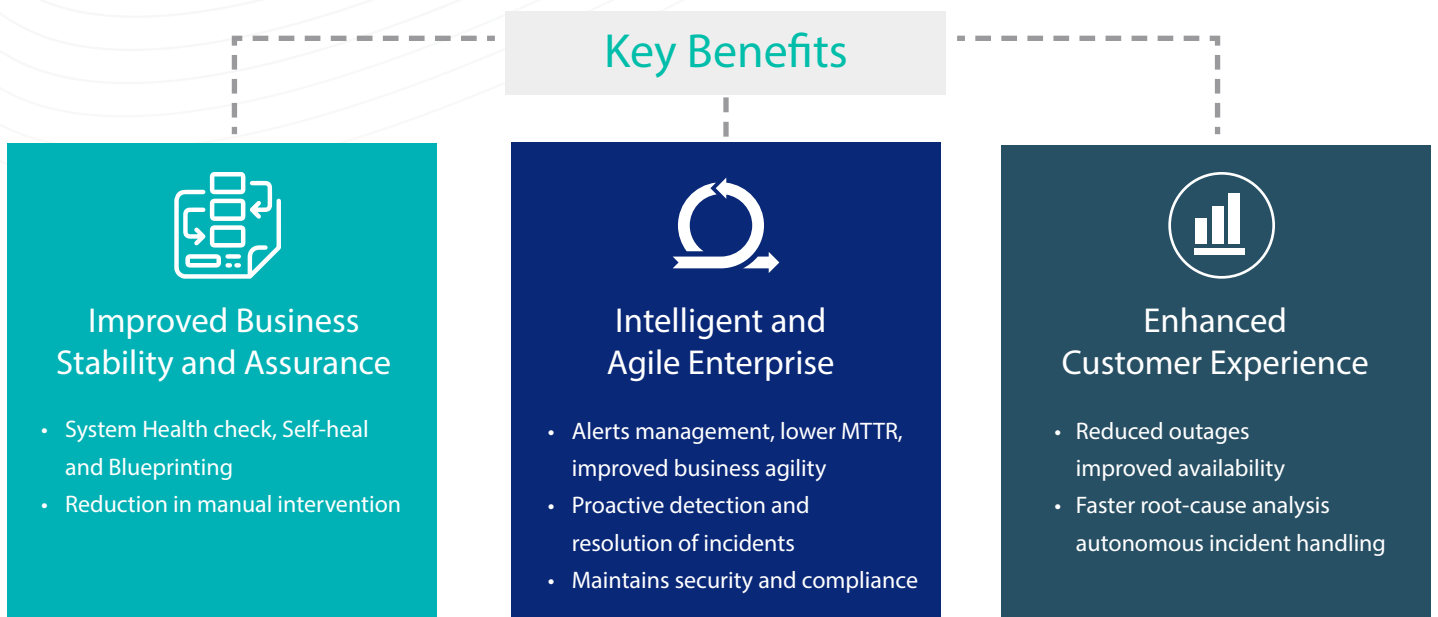 Key Benefits
Improved Business
Stability and Assurance
• System Health check, Self-heal
and Blueprinting
• Reduction in manual intervention
Intelligent and
Agile Enterprise
• Alerts management, lower MTTR,
improved business agility
• Proactive detection and
resolution of incidents
• Maintains security and compliance
Enhanced
Customer Experience
• Reduced outages
improved availability
• Faster root-cause analysis
autonomous incident handling